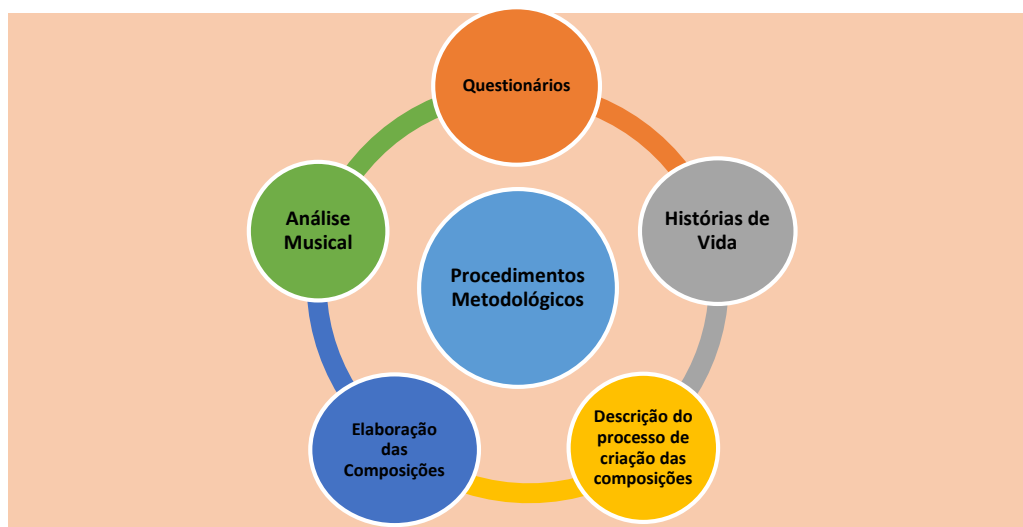 Questionários
Histórias de
Vida
Descrição do
processo de
criação das
composições
Elaboração
das
Composições
Análise
Musical
Procedimentos
Metodológicos